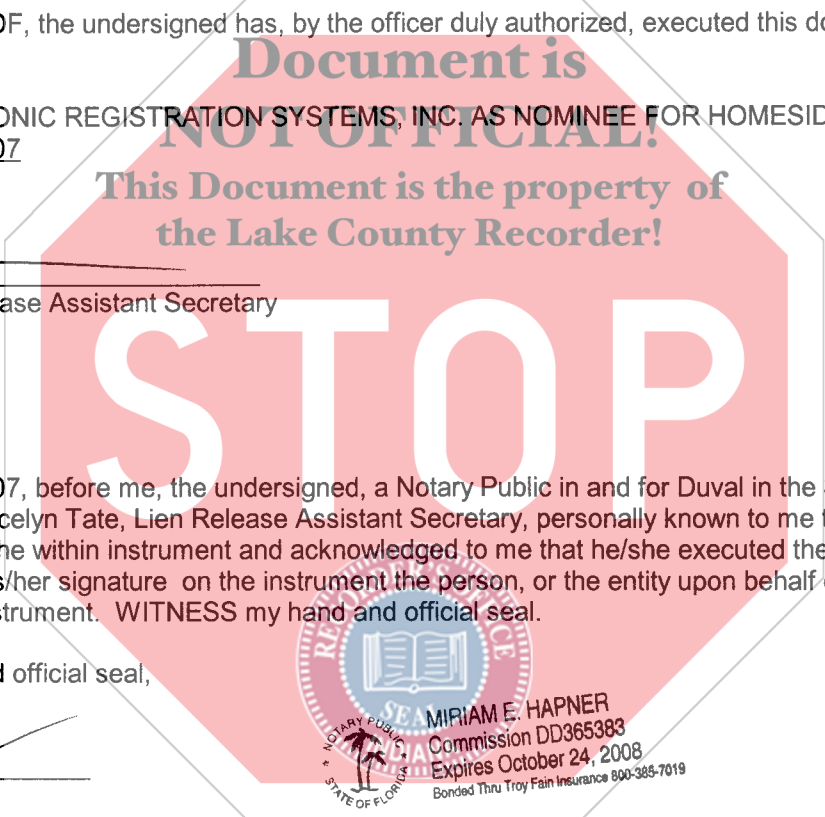 OF, the undersigned has, by the officer duly authorized, executed this do
Document is
ONIC REGISTRATION SYSTEMS, INC. AS NOMINEE FOR HOMESID
NOT OFFICIAL!
07
This Document is the property of
the Lake County Recorder!
ase Assistant Secretary
STOP
07, before me, the undersigned, a Notary Public in and for Duval in the
celyn Tate, Lien Release Assistant Secretary, personally known to me t
he within instrument and acknowledged to me that he/she executed the
s/her signature on the instrument the person, or the entity upon behalf
strument. WITNESS my hand and official seal.
RECORDER'S OFFICE
d official seal,
SEAL
INDIANA
NOTARY PUBLIC
STATE OF FLORIDA
MIRIAM E. HAPNER
Commission DD365383
Expires October 24, 2008
Bonded Thru Troy Fain Insurance 800-385-7019